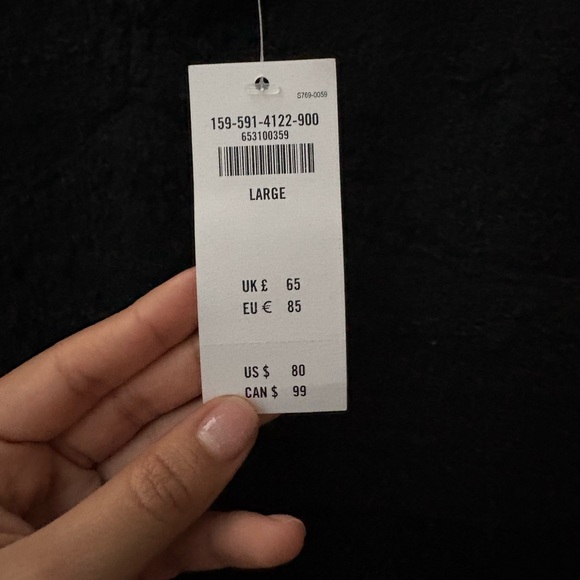 S769-0059
159-591-4122-900
653100359
LARGE
UK £ 65
EU € 85
US $ 80
CAN $ 99